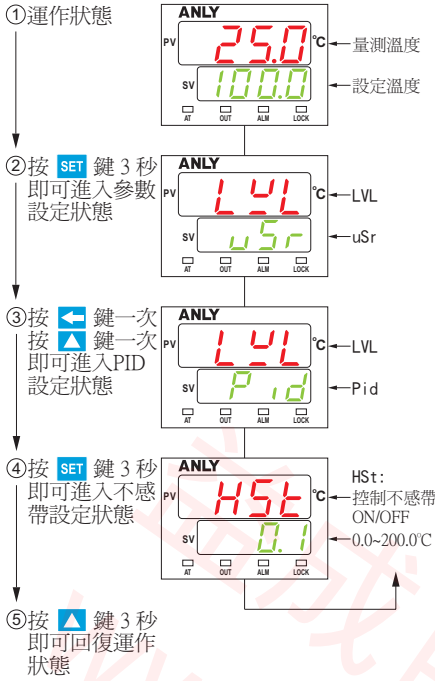 ①運作狀態
ANLY
PV 25.0 °C
量測溫度
SV 100.0
設定溫度
AT OUT ALM LOCK
②按 SET 鍵 3 秒
即可進入參數
設定狀態
ANLY
PV LVL °C
LVL
SV uSr
uSr
AT OUT ALM LOCK
③按 鍵一次
按 鍵一次
即可進入PID
設定狀態
ANLY
PV LVL °C
LVL
SV Pid
Pid
AT OUT ALM LOCK
④按 SET 鍵 3 秒
即可進入不感
帶設定狀態
ANLY
PV HSt °C
SV 0.1
AT OUT ALM LOCK
HSt:
控制不感帶
ON/OFF
0.0~200.0℃
⑤按 鍵 3 秒
即可回復運作
狀態